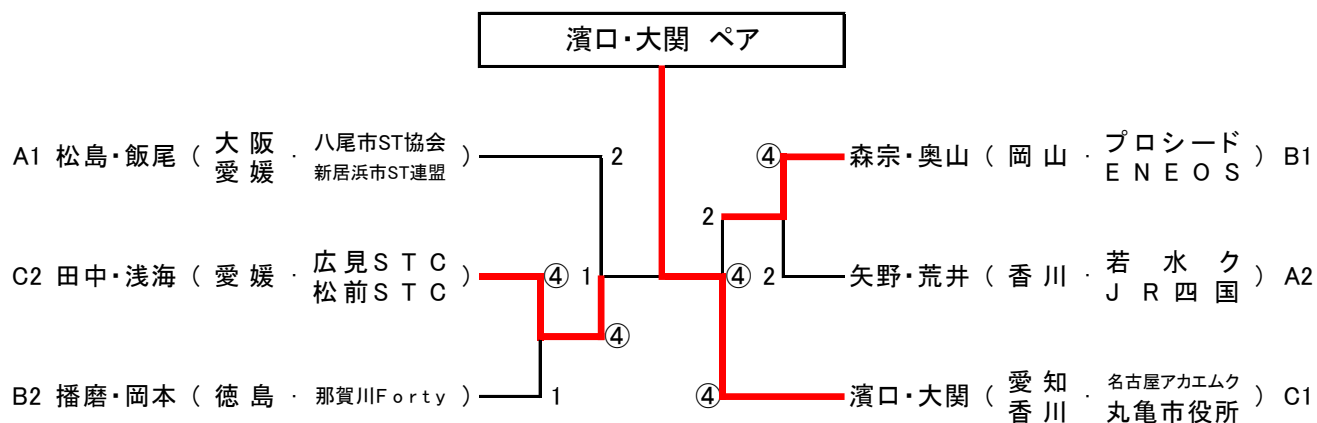 濱口・大関 ペア
A1 松島・飯尾 ( 大阪 愛媛 · 八尾市ST協会 新居浜市ST連盟 ) 2
C2 田中・浅海 ( 愛媛 · 広見STC 松前STC ) ④ 1
④
B2 播磨・岡本 ( 徳島 · 那賀川Forty ) 1
④ 森宗・奥山 ( 岡山 · プロシード ENEOS ) B1
2
④ 2 矢野・荒井 ( 香川 · 若水ク JR四国 ) A2
④ 濱口・大関 ( 愛知 香川 · 名古屋アカエムク 丸亀市役所 ) C1